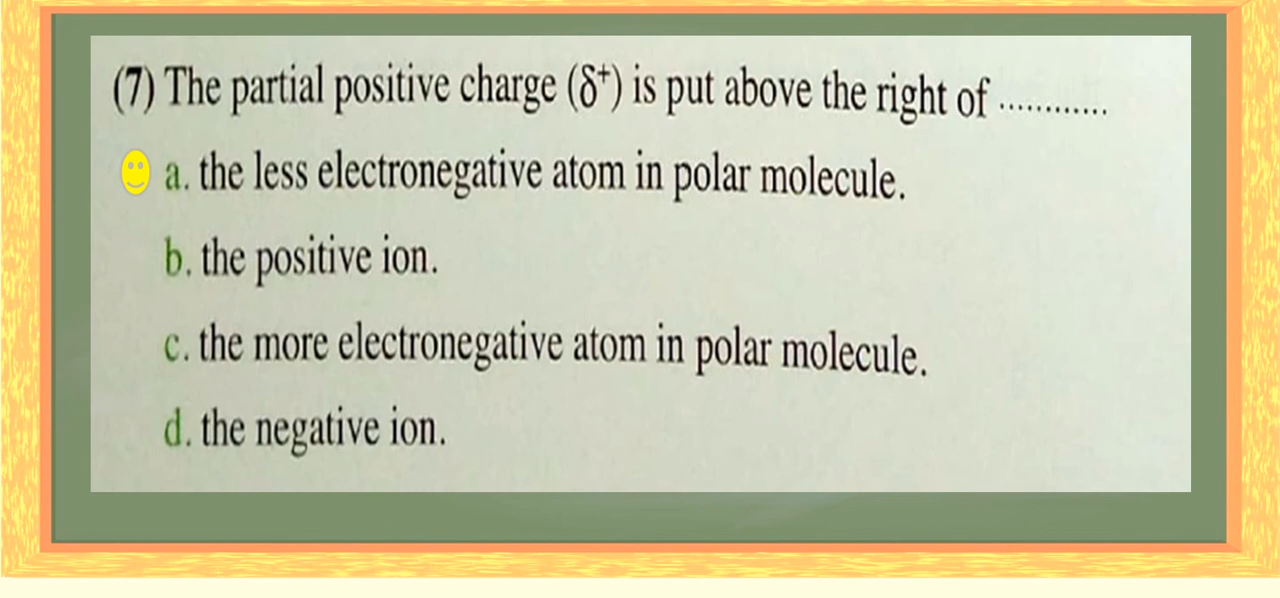 (7) The partial positive charge (δ⁺) is put above the right of ............
a. the less electronegative atom in polar molecule.
b. the positive ion.
c. the more electronegative atom in polar molecule.
d. the negative ion.